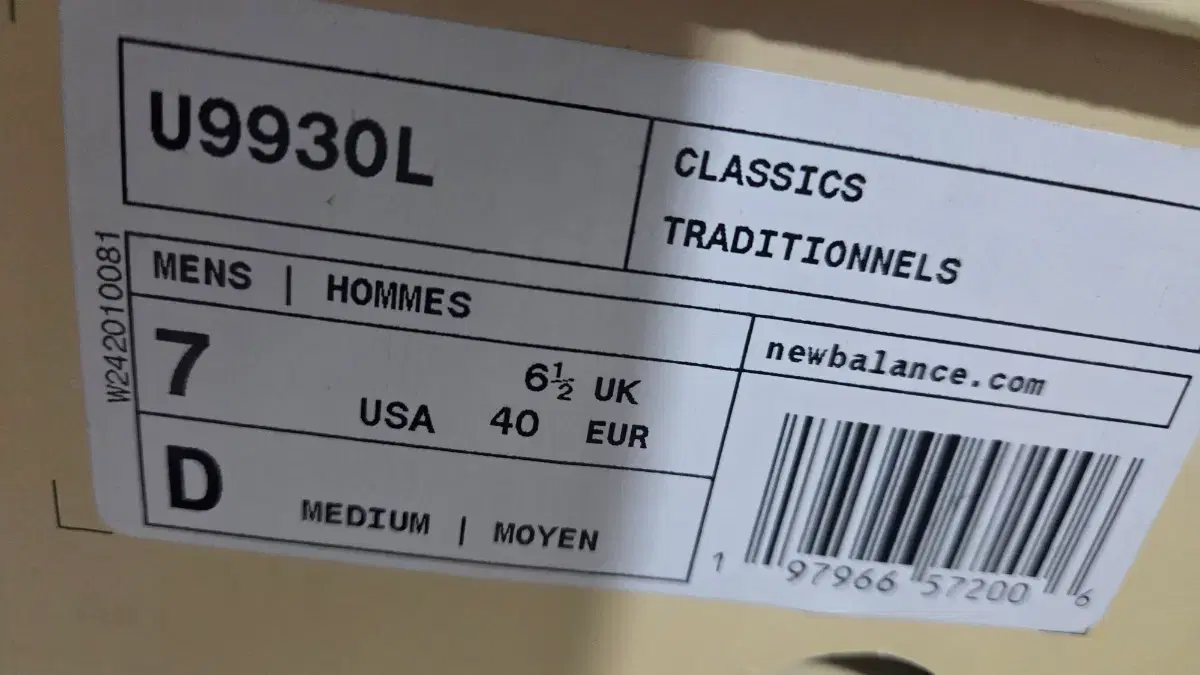 U9930L
CLASSICS
TRADITIONNELS
W242010081
MENS | HOMMES
7
6½ UK
USA 40 EUR
D
MEDIUM | MOYEN
newbalance.com
1 97966 57200 6